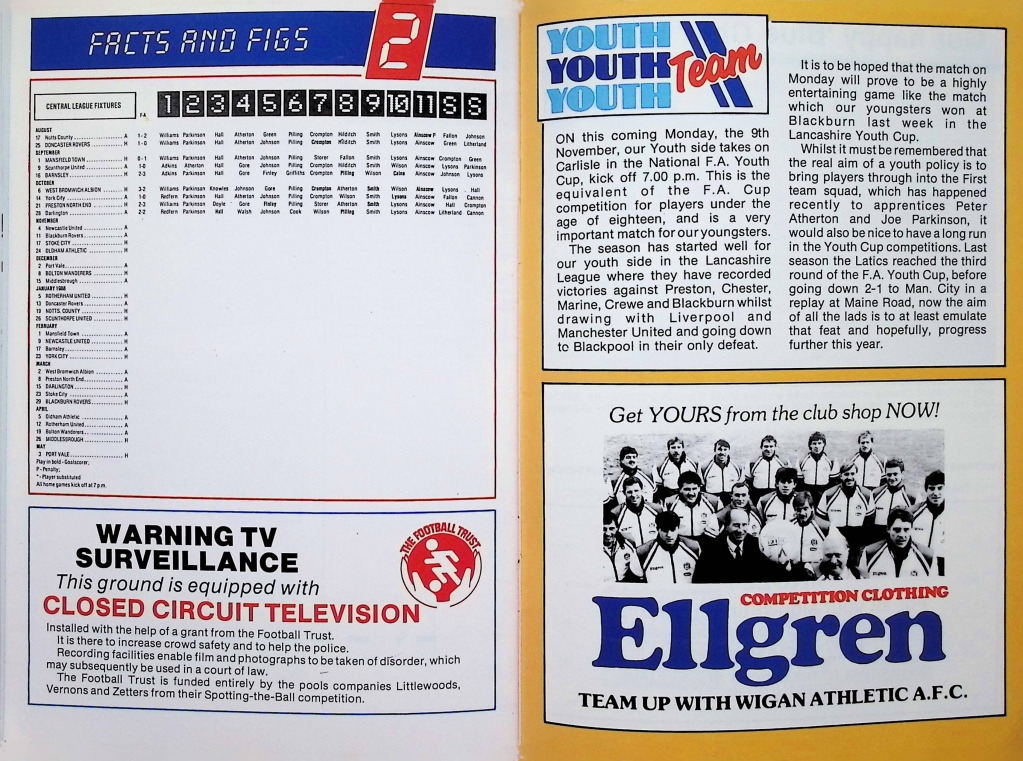 FACTS AND FIGS 2
CENTRAL LEAGUE FIXTURES
FA 1 2 3 4 5 6 7 8 9 10 11 S S
AUGUST
17 Notts County A 1-2 Williams Parkinson Hall Atherton Green Pilling Crompton Hilditch Smith Lysons Ainscow P Fallon Johnson
25 DONCASTER ROVERS H 1-0 Williams Parkinson Hall Atherton Johnson Pilling Crompton Hilditch Smith Lysons Ainscow Green Litherland
SEPTEMBER
1 MANSFIELD TOWN H 0-1 Williams Parkinson Hall Atherton Johnson Pilling Storer Fallon Smith Lysons Ainscow Crompton Green
9 Scunthorpe United A 1-0 Adkins Atherton Hall Gore Johnson Pilling Crompton Hilditch Smith Wilson Ainscow Lysons Parkinson
16 BARNSLEY H 2-3 Adkins Parkinson Hall Gore Finley Griffiths Crompton Pilling Wilson Caine Ainscow Johnson Lysons
OCTOBER
6 WEST BROMWICH ALBION H 3-2 Williams Parkinson Knowles Johnson Gore Pilling Crompton Atherton Smith Wilson Ainscow Lysons Hall
14 York City A 1-0 Redfern Parkinson Hall Atherton Johnson Pilling Crompton Wilson Smith Lysons Ainscow Fallon Cannon
21 PRESTON NORTH END H 2-3 Williams Parkinson Doyle Gore Finley Pilling Storer Atherton Smith Lysons Ainscow Hall Crompton
28 Darlington A 2-2 Redfern Parkinson Hall Walsh Johnson Cook Wilson Pilling Smith Lysons Ainscow Litherland Cannon
NOVEMBER
4 Newcastle United A
11 Blackburn Rovers A
17 STOKE CITY H
24 OLDHAM ATHLETIC H
DECEMBER
2 Port Vale A
8 BOLTON WANDERERS H
15 Middlesbrough A
JANUARY 1988
5 ROTHERHAM UNITED H
13 Doncaster Rovers A
19 NOTTS. COUNTY H
26 SCUNTHORPE UNITED H
FEBRUARY
1 Mansfield Town A
9 NEWCASTLE UNITED H
17 Barnsley A
23 YORK CITY H
MARCH
2 West Bromwich Albion A
8 Preston North End A
15 DARLINGTON H
23 Stoke City A
29 BLACKBURN ROVERS H
APRIL
5 Oldham Athletic A
12 Rotherham United A
19 Bolton Wanderers A
26 MIDDLESBROUGH H
MAY
3 PORT VALE H
Play in bold - Goalscorer;
P - Penalty;
* - Player substituted
All home games kick off at 7 p.m.
WARNING TV
SURVEILLANCE
This ground is equipped with
CLOSED CIRCUIT TELEVISION
THE FOOTBALL TRUST
Installed with the help of a grant from the Football Trust.
It is there to increase crowd safety and to help the police.
Recording facilities enable film and photographs to be taken of disorder, which
may subsequently be used in a court of law.
The Football Trust is funded entirely by the pools companies Littlewoods,
Vernons and Zetters from their Spotting-the-Ball competition.
YOUTH
YOUTH Team
YOUTH
ON this coming Monday, the 9th
November, our Youth side takes on
Carlisle in the National F.A. Youth
Cup, kick off 7.00 p.m. This is the
equivalent of the F.A. Cup
competition for players under the
age of eighteen, and is a very
important match for our youngsters.
The season has started well for
our youth side in the Lancashire
League where they have recorded
victories against Preston, Chester,
Marine, Crewe and Blackburn whilst
drawing with Liverpool and
Manchester United and going down
to Blackpool in their only defeat.
It is to be hoped that the match on
Monday will prove to be a highly
entertaining game like the match
which our youngsters won at
Blackburn last week in the
Lancashire Youth Cup.
Whilst it must be remembered that
the real aim of a youth policy is to
bring players through into the First
team squad, which has happened
recently to apprentices Peter
Atherton and Joe Parkinson, it
would also be nice to have a long run
in the Youth Cup competitions. Last
season the Latics reached the third
round of the F.A. Youth Cup, before
going down 2-1 to Man. City in a
replay at Maine Road, now the aim
of all the lads is to at least emulate
that feat and hopefully, progress
further this year.
Get YOURS from the club shop NOW!
COMPETITION CLOTHING
Ellgren
TEAM UP WITH WIGAN ATHLETIC A.F.C.